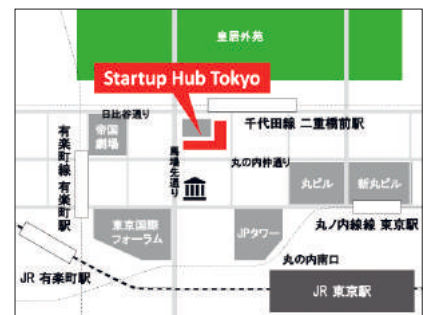 皇居外苑
Startup Hub Tokyo
日比谷通り
千代田線 二重橋前駅
帝国
劇場
有楽町線 有楽町駅
馬場先通り
丸の内仲通り
丸ビル
新丸ビル
東京国際
フォーラム
JPタワー
丸ノ内線線 東京駅
丸の内南口
JR 有楽町駅
JR 東京駅